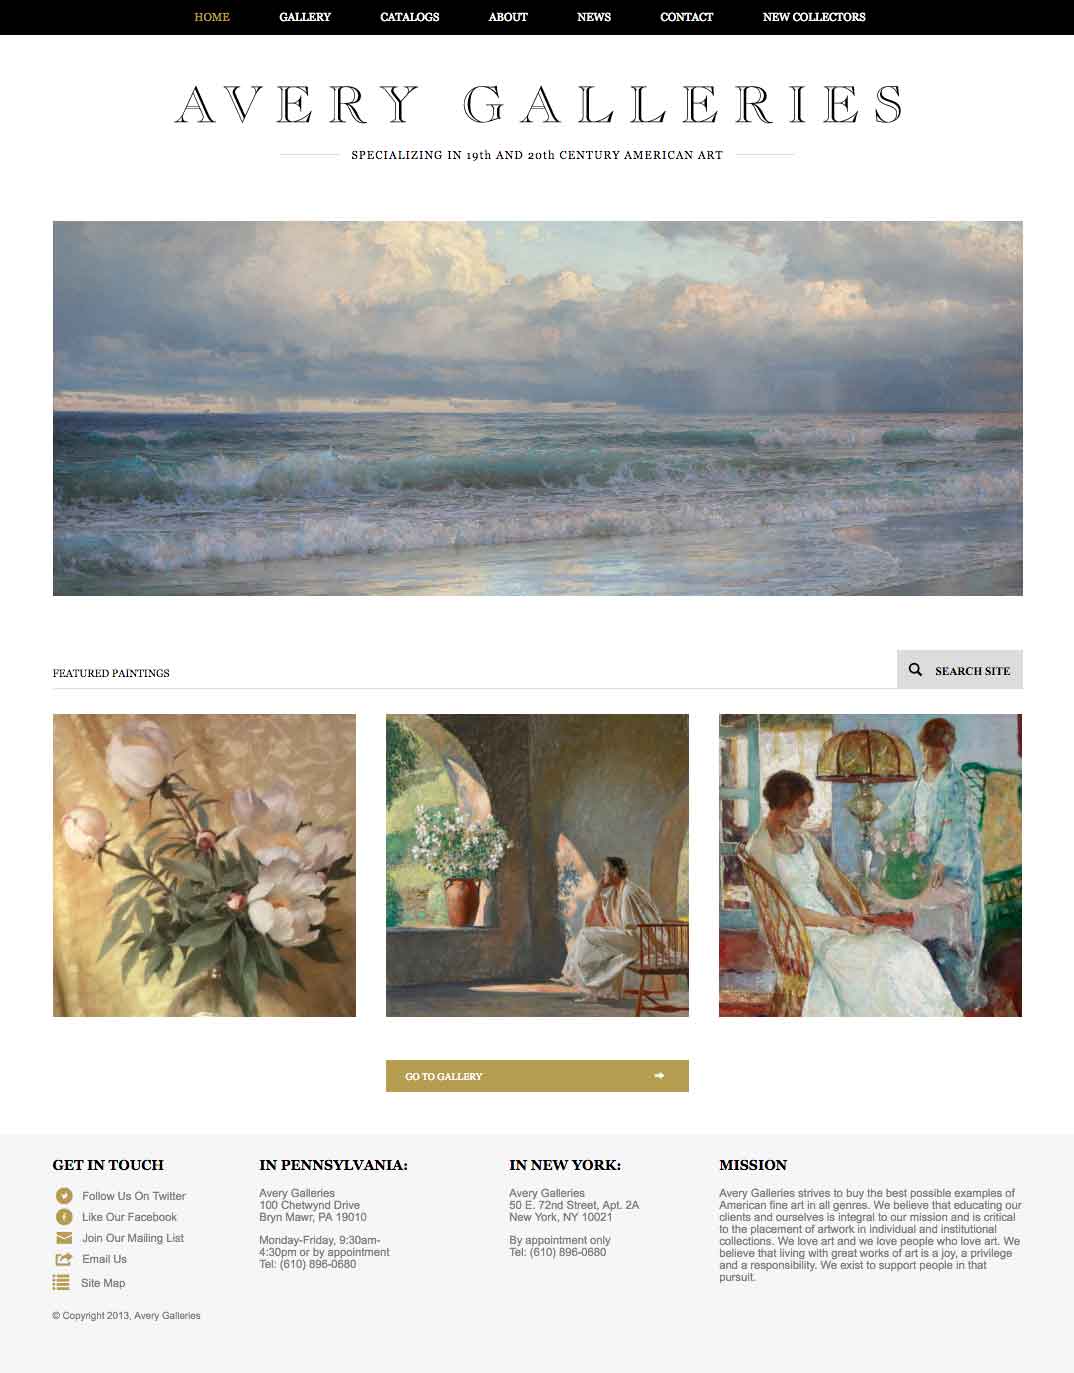 HOME GALLERY CATALOGS ABOUT NEWS CONTACT NEW COLLECTORS
AVERY GALLERIES
SPECIALIZING IN 19th AND 20th CENTURY AMERICAN ART
FEATURED PAINTINGS
SEARCH SITE
GO TO GALLERY
GET IN TOUCH
Follow Us On Twitter
Like Our Facebook
Join Our Mailing List
Email Us
Site Map
© Copyright 2013, Avery Galleries
IN PENNSYLVANIA:
Avery Galleries
100 Chetwynd Drive
Bryn Mawr, PA 19010
Monday-Friday, 9:30am-
4:30pm or by appointment
Tel: (610) 896-0680
IN NEW YORK:
Avery Galleries
50 E. 72nd Street, Apt. 2A
New York, NY 10021
By appointment only
Tel: (610) 896-0680
MISSION
Avery Galleries strives to buy the best possible examples of
American fine art in all genres. We believe that educating our
clients and ourselves is integral to our mission and is critical
to the placement of artwork in individual and institutional
collections. We love art and we love people who love art. We
believe that living with great works of art is a joy, a privilege
and a responsibility. We exist to support people in that
pursuit.